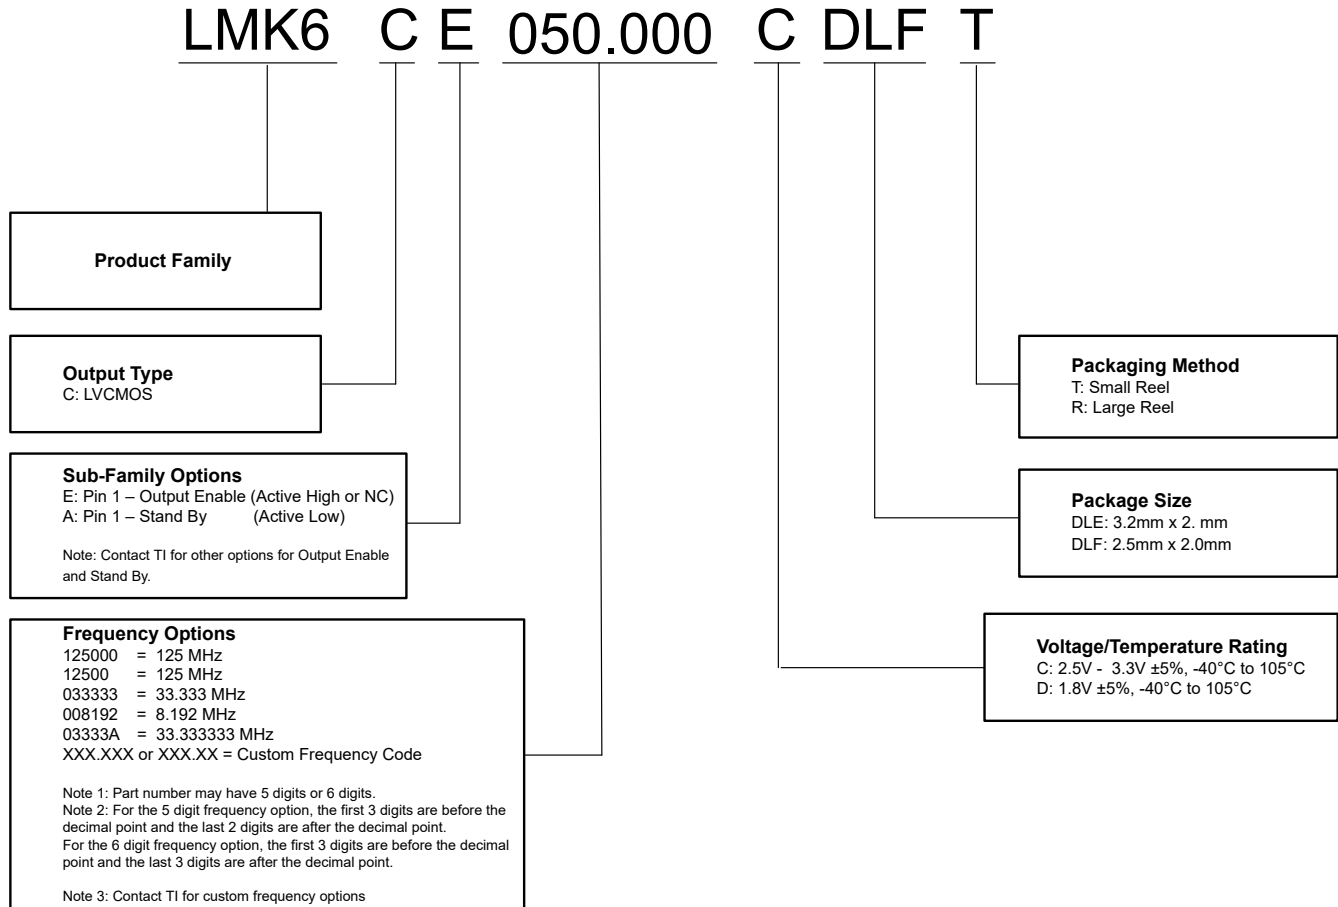 LMK6 C E 050.000 C DLF T
Product Family
Output Type
C: LVCMOS
Sub-Family Options
E: Pin 1 – Output Enable (Active High or NC)
A: Pin 1 – Stand By (Active Low)
Note: Contact TI for other options for Output Enable
and Stand By.
Frequency Options
125000 = 125 MHz
12500 = 125 MHz
033333 = 33.333 MHz
008192 = 8.192 MHz
03333A = 33.333333 MHz
XXX.XXX or XXX.XX = Custom Frequency Code
Note 1: Part number may have 5 digits or 6 digits.
Note 2: For the 5 digit frequency option, the first 3 digits are before the
decimal point and the last 2 digits are after the decimal point.
For the 6 digit frequency option, the first 3 digits are before the decimal
point and the last 3 digits are after the decimal point.
Note 3: Contact TI for custom frequency options
Packaging Method
T: Small Reel
R: Large Reel
Package Size
DLE: 3.2mm x 2. mm
DLF: 2.5mm x 2.0mm
Voltage/Temperature Rating
C: 2.5V - 3.3V ±5%, -40°C to 105°C
D: 1.8V ±5%, -40°C to 105°C